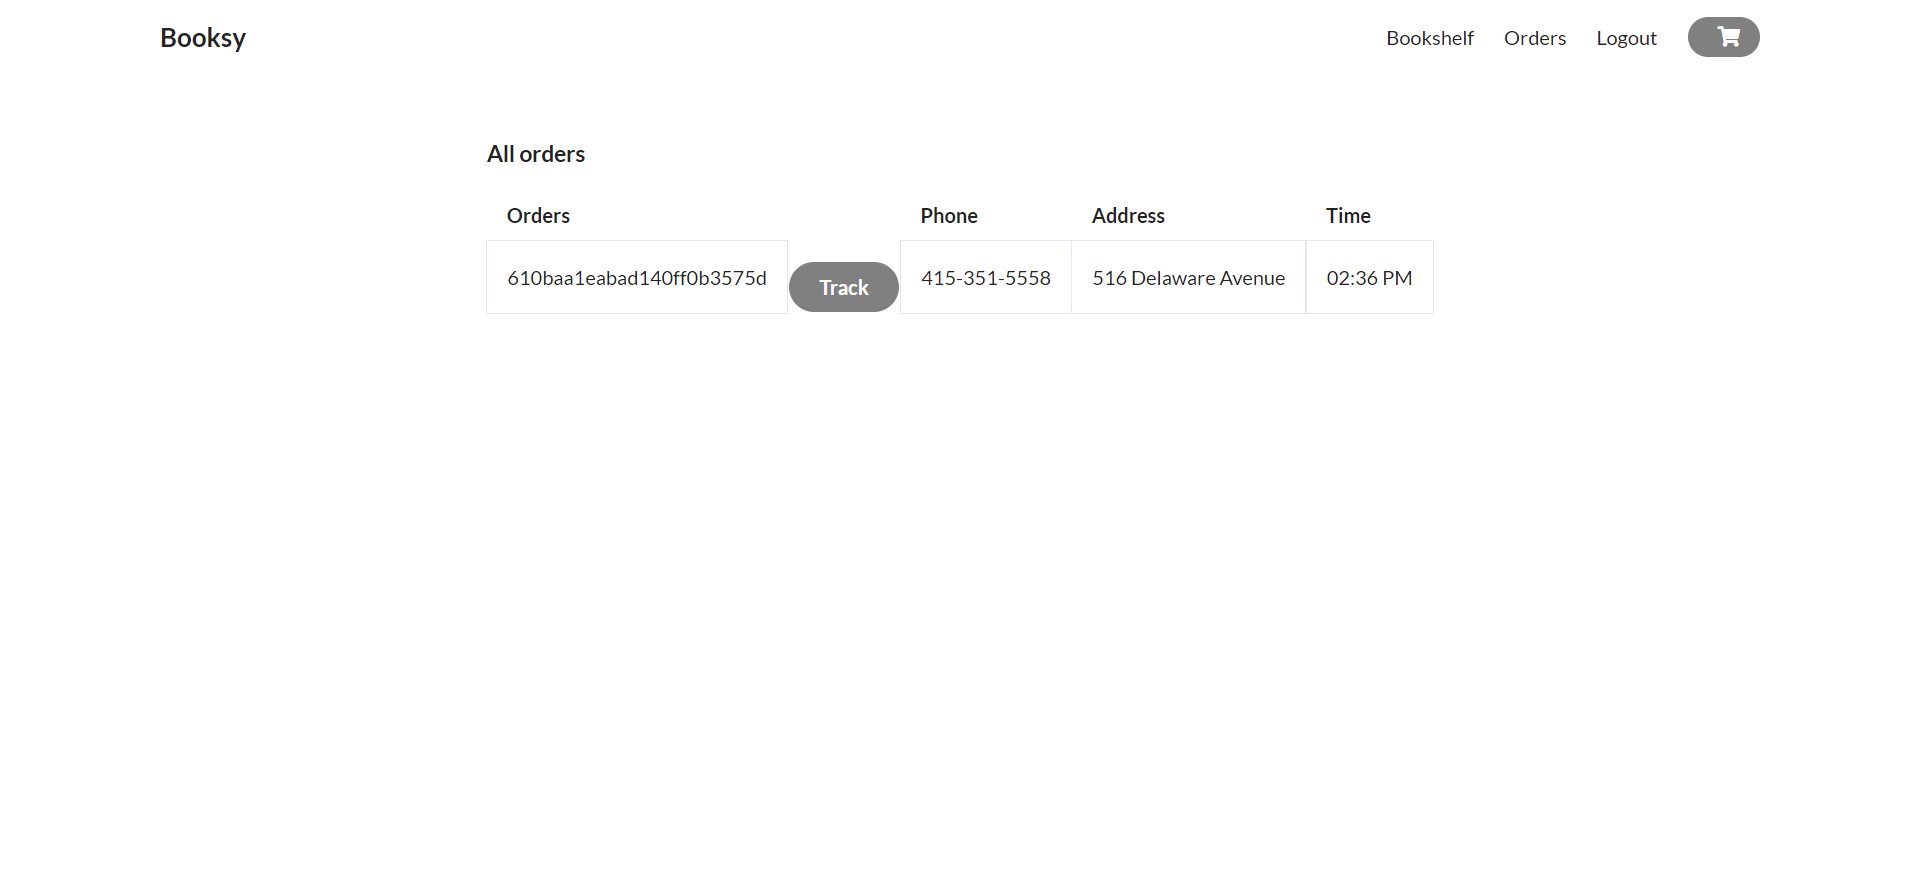 Booksy
Bookshelf Orders Logout
All orders
Orders Phone Address Time
610baa1eabad140ff0b3575d Track 415-351-5558 516 Delaware Avenue 02:36 PM